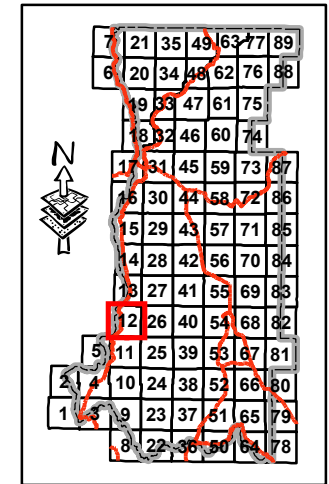 7 21 35 49 63 77 89
6 20 34 48 62 76 88
19 33 47 61 75
18 32 46 60 74
N
17 31 45 59 73 87
16 30 44 58 72 86
15 29 43 57 71 85
14 28 42 56 70 84
13 27 41 55 69 83
12 26 40 54 68 82
5 11 25 39 53 67 81
2 4 10 24 38 52 66 80
1 3 9 23 37 51 65 79
8 22 36 50 64 78